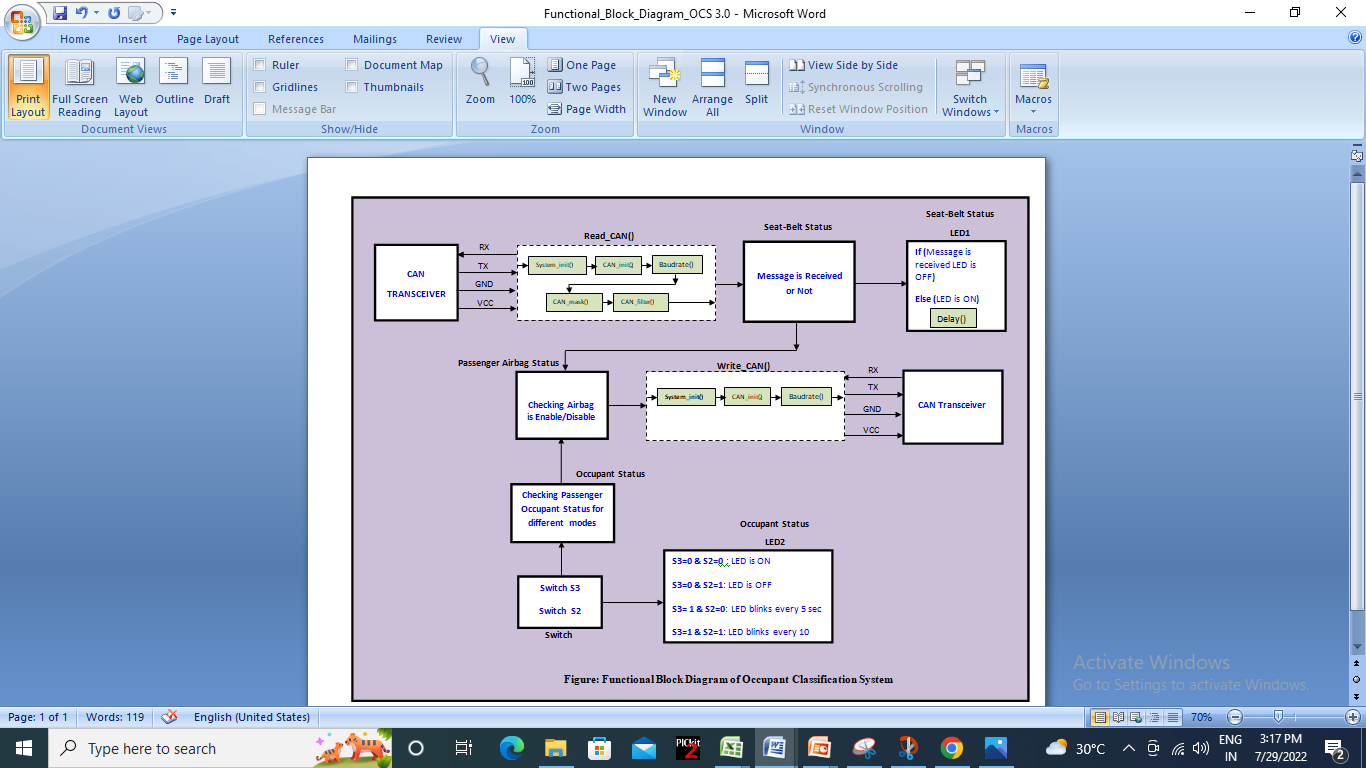 Functional_Block_Diagram_OCS 3.0 - Microsoft Word
Home Insert Page Layout References Mailings Review View
Print Layout
Full Screen Reading
Web Layout
Outline
Draft
Document Views
Ruler
Gridlines
Message Bar
Document Map
Thumbnails
Show/Hide
Zoom
100%
One Page
Two Pages
Page Width
Zoom
New Window
Arrange All
Split
View Side by Side
Synchronous Scrolling
Reset Window Position
Switch Windows
Window
Macros
Macros
Seat-Belt Status
LED1
Seat-Belt Status
Read_CAN()
CAN
TRANSCEIVER
RX
TX
GND
VCC
System_init()
CAN_init()
Baudrate()
CAN_mask()
CAN_filter()
Message is Received
or Not
If (Message is
received LED is
OFF)
Else (LED is ON)
Delay()
Passenger Airbag Status
Checking Airbag
is Enable/Disable
Write_CAN()
System_init()
CAN_init()
Baudrate()
RX
TX
GND
VCC
CAN Transceiver
Occupant Status
Checking Passenger
Occupant Status for
different modes
Switch S3
Switch S2
Switch
Occupant Status
LED2
S3=0 & S2=0 : LED is ON
S3=0 & S2=1: LED is OFF
S3= 1 & S2=0: LED blinks every 5 sec
S3=1 & S2=1: LED blinks every 10
Figure: Functional Block Diagram of Occupant Classification System
Activate Windows
Go to Settings to activate Windows.
Page: 1 of 1 Words: 119 English (United States) 70%
Type here to search
PICkit
2
30°C
ENG
IN
3:17 PM
7/29/2022
2